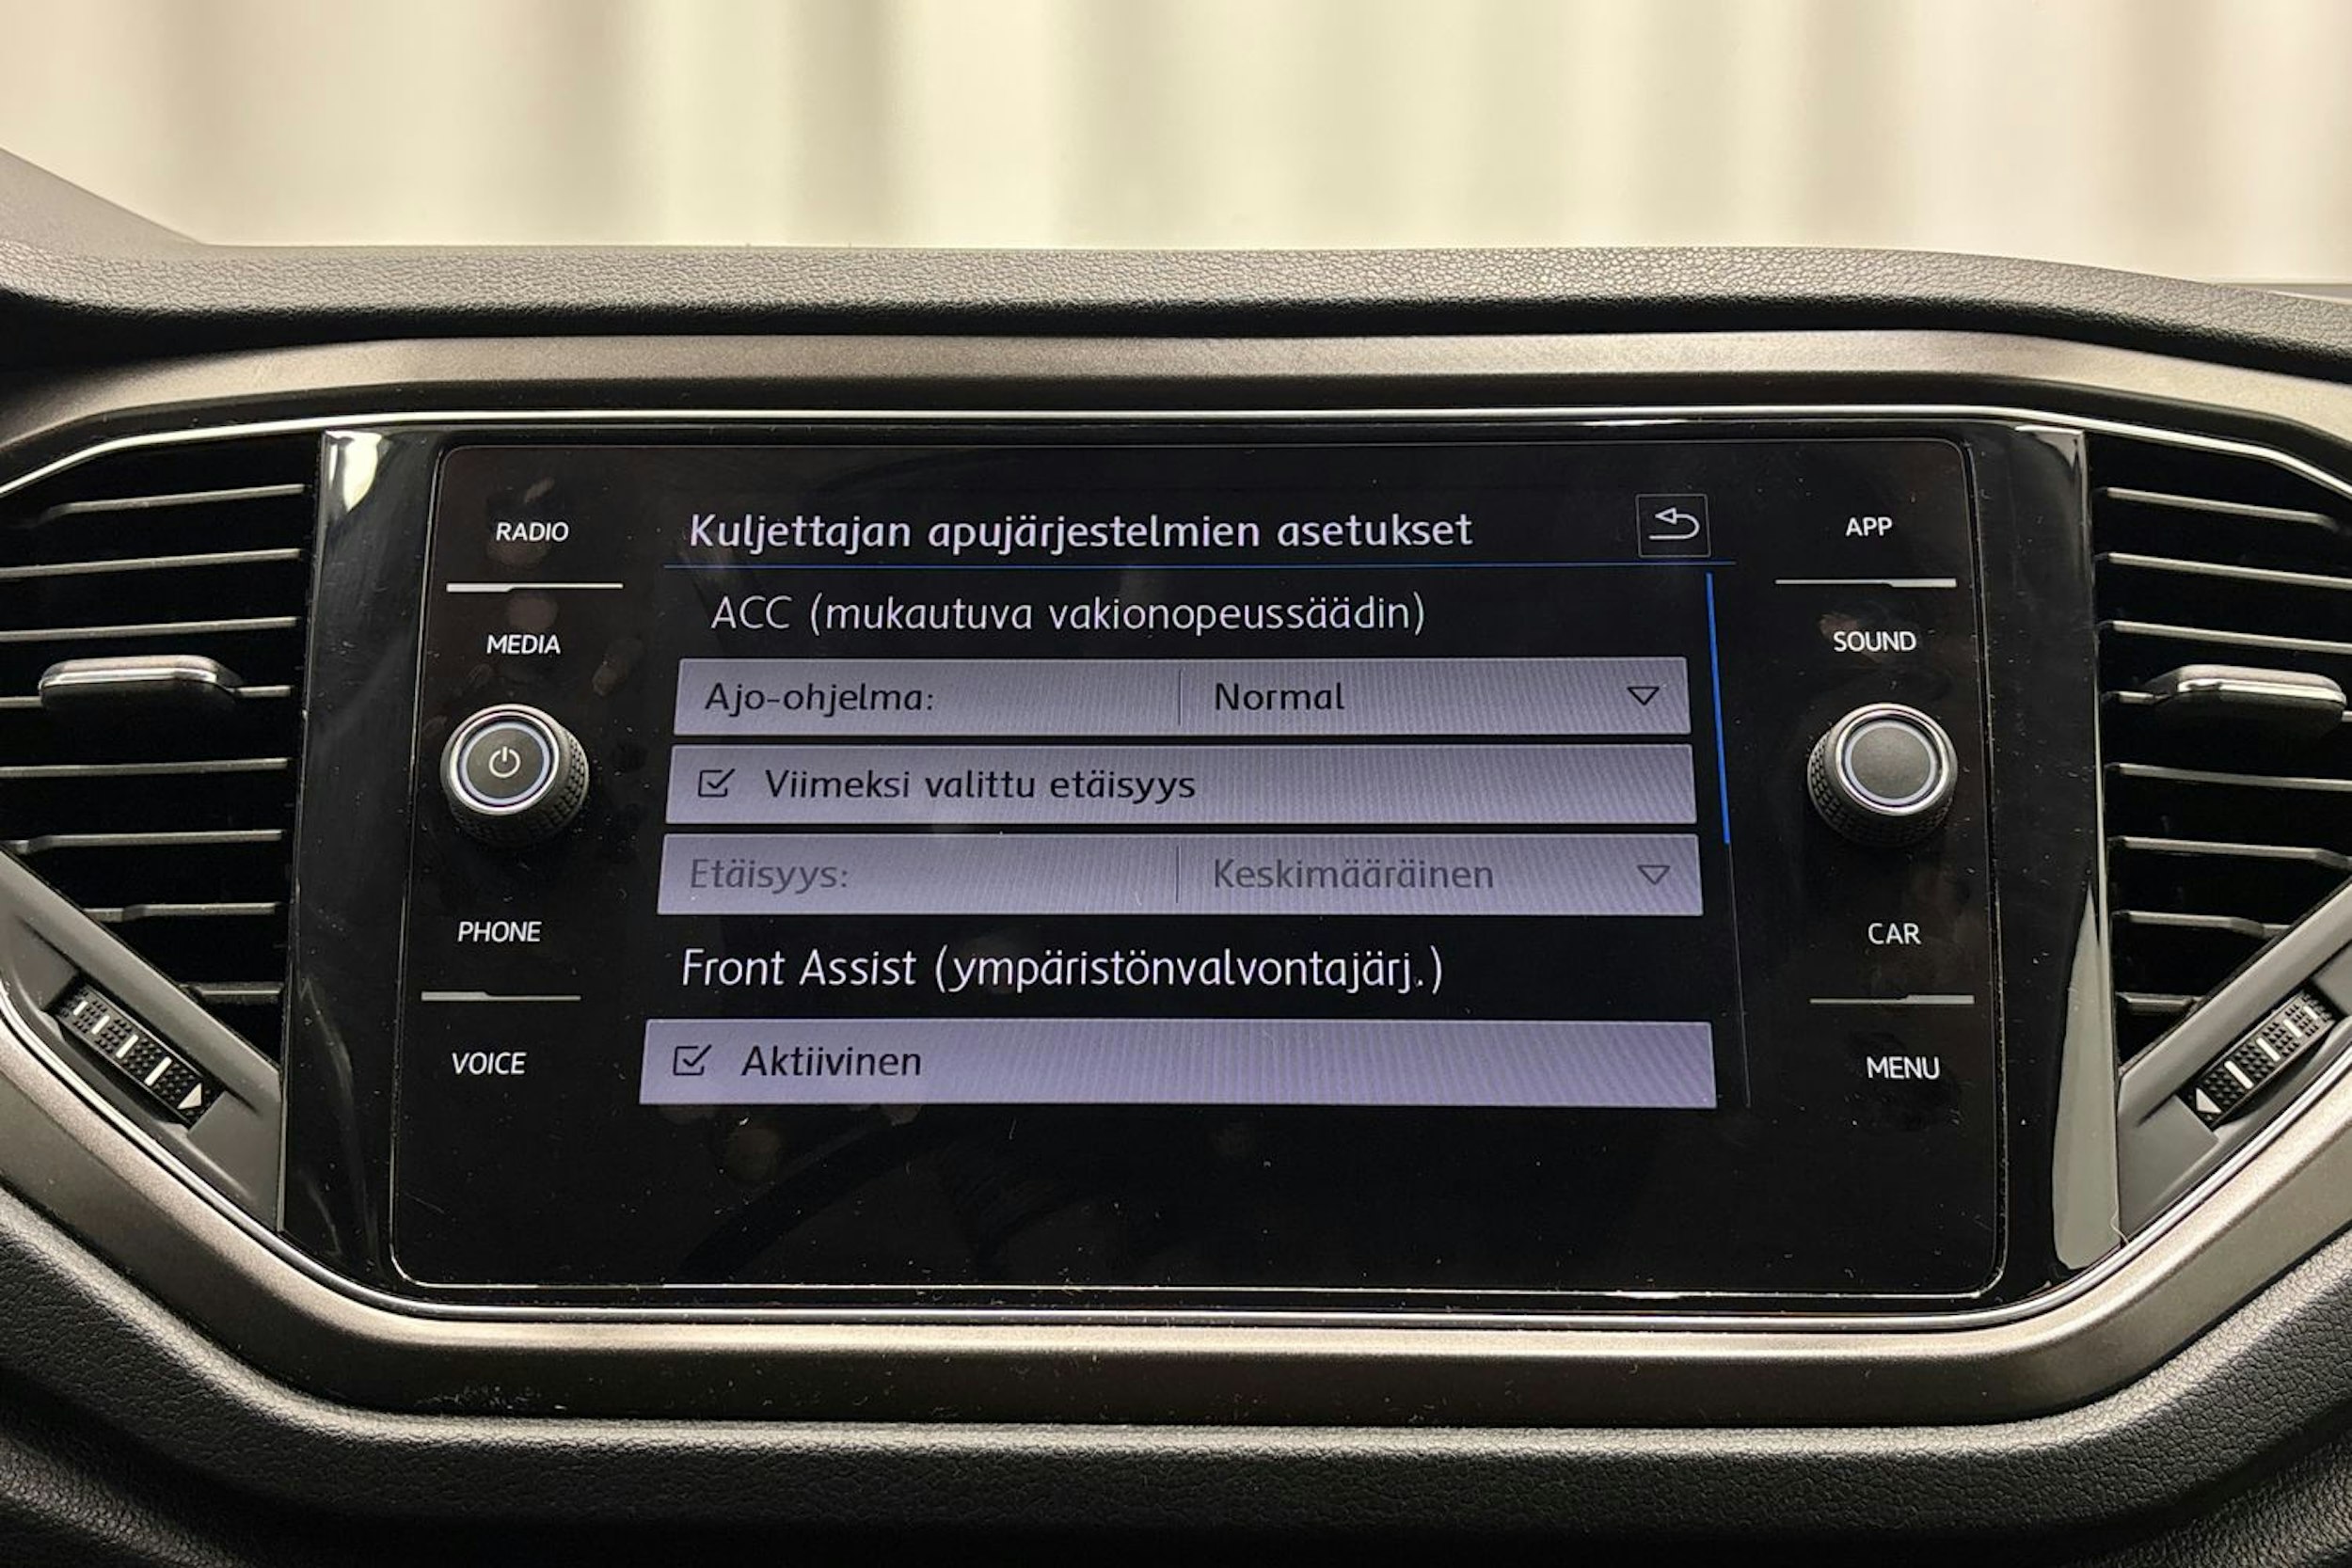 RADIO
MEDIA
PHONE
VOICE
Kuljettajan apujärjestelmien asetukset
ACC (mukautuva vakionopeussäädin)
Ajo-ohjelma: Normal
Viimeksi valittu etäisyys
Etäisyys: Keskimääräinen
Front Assist (ympäristönvalvontajärj.)
Aktiivinen
APP
SOUND
CAR
MENU